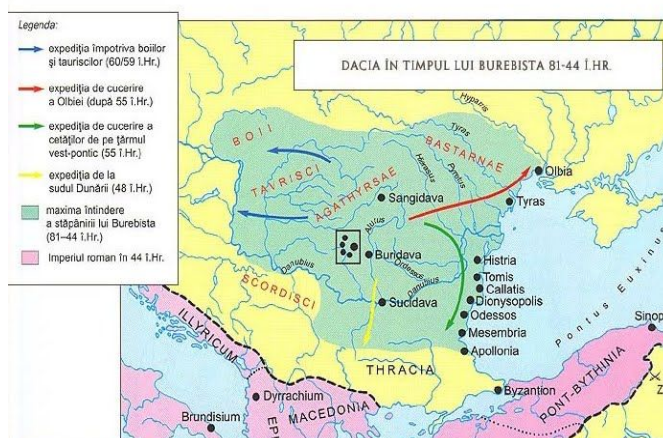 Legenda:
expediția împotriva boiilor
și tauriscilor (60/59 î.Hr.)
expediția de cucerire
a Olbiei (după 55 î.Hr.)
expediția de cucerire a
cetăților de pe țărmul
vest-pontic (55 î.Hr.)
expediția de la
sudul Dunării (48 î.Hr.)
maxima întindere
a stăpânirii lui Burebista
(81–44 î.Hr.)
Imperiul roman în 44 î.Hr.
DACIA ÎN TIMPUL LUI BUREBISTA 81-44 Î.HR.
Hypanis
BOII
Tyras
BASTARNAE
Olbia
TAURISCI
Pyretus
AGATHYRSAE
Sangidava
Tyras
Alutus
Buridava
Histria
Danubius
Ordessos
Tomis
Danubius
Callatis
SCORDISCI
Sucidava
Dionysopolis
Odessos
Pontus Euxinus
ILLYRICUM
Mesembria
Sinop
Apollonia
THRACIA
PONT-BYTHINIA
Z
Byzantion
Dyrrachium
MACEDONIA
Brundisium
EPI